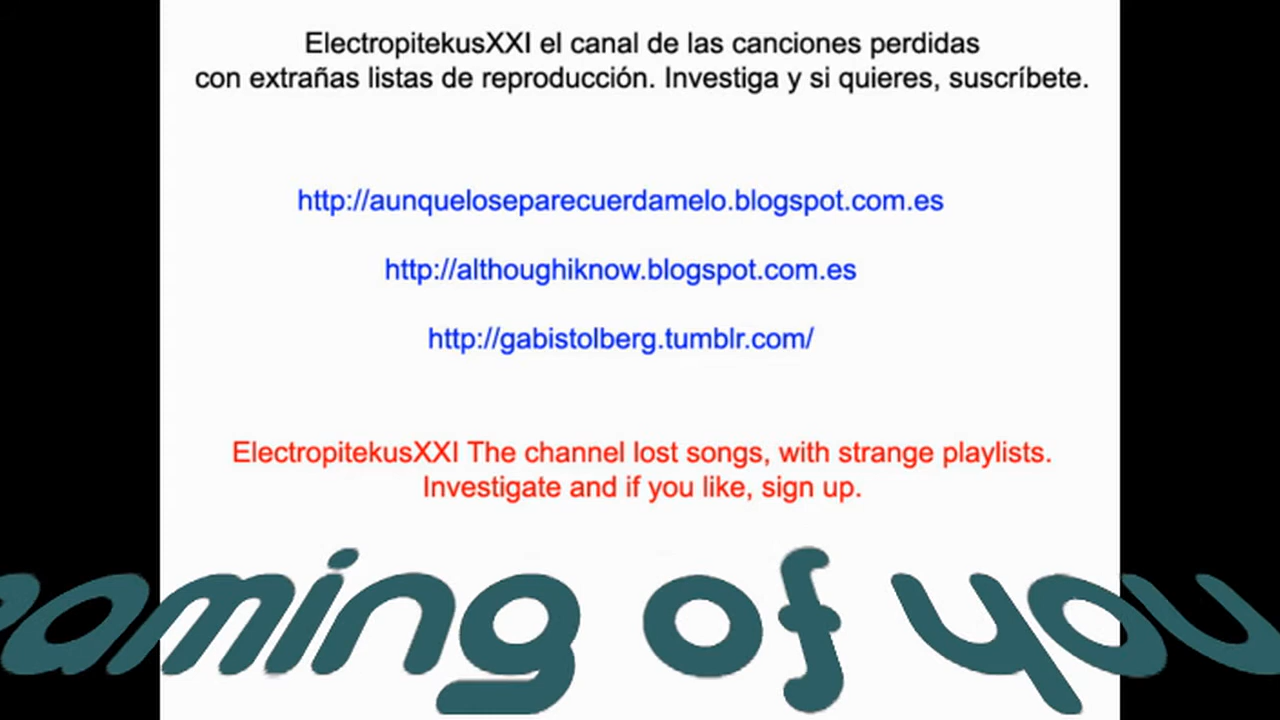 ElectropitekusXXI el canal de las canciones perdidas
con extrañas listas de reproducción. Investiga y si quieres, suscríbete.
http://aunqueloseparecuerdamelo.blogspot.com.es
http://althoughiknow.blogspot.com.es
http://gabistolberg.tumblr.com/
ElectropitekusXXI The channel lost songs, with strange playlists.
Investigate and if you like, sign up.
aming of you